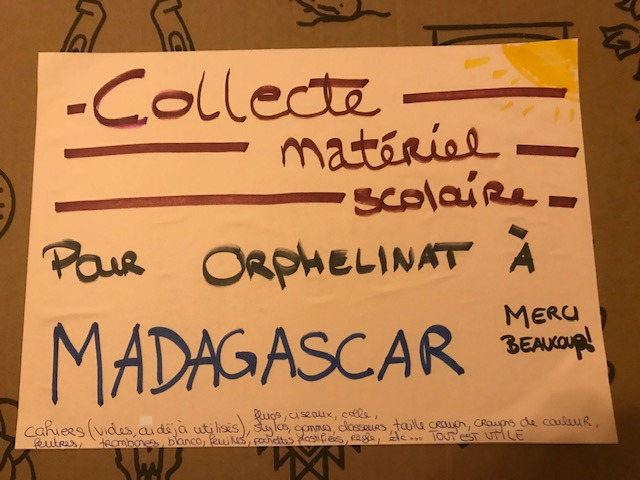 - Collecte
matériel
scolaire
Pour ORPHELINAT À
MADAGASCAR
MERCI
BEAUCOUP!
fluos, ciseaux, colle,
cahiers (vides, ou déjà utilisés), stylos, gommes, classeurs, taille crayon, crayons de couleur,
feutres, trombones, blanco, feuilles, pochettes plastifiées, règle, etc... TOUT EST UTILE